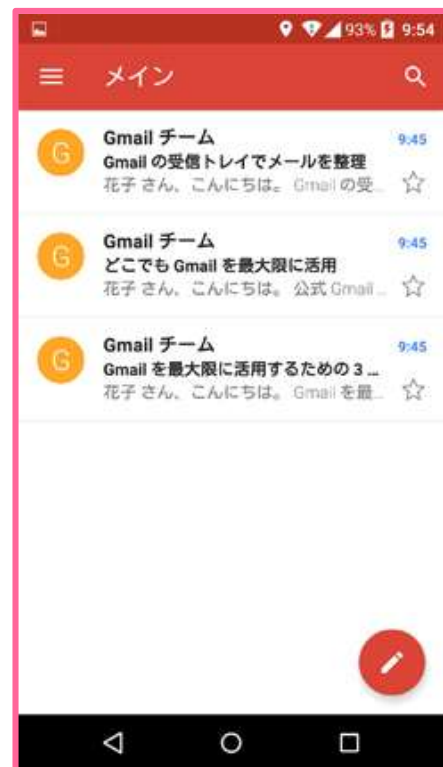 93% 9:54
メイン
Gmail チーム 9:45
Gmail の受信トレイでメールを整理
花子 さん、こんにちは。 Gmail の受...
G
Gmail チーム 9:45
どこでも Gmail を最大限に活用
花子 さん、こんにちは。 公式 Gmail ...
G
Gmail チーム 9:45
Gmail を最大限に活用するための 3 ...
花子 さん、こんにちは。 Gmail を最...
G